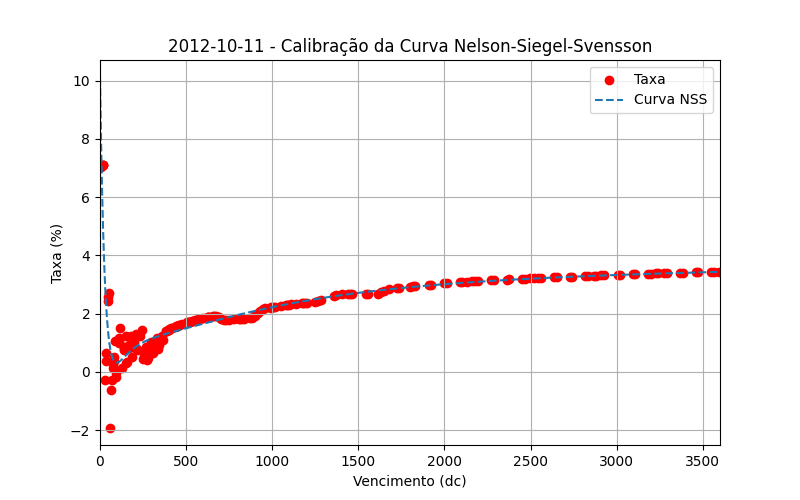 2012-10-11 - Calibração da Curva Nelson-Siegel-Svensson
Taxa
Curva NSS
Taxa (%)
10
8
6
4
2
0
−2
0 500 1000 1500 2000 2500 3000 3500
Vencimento (dc)